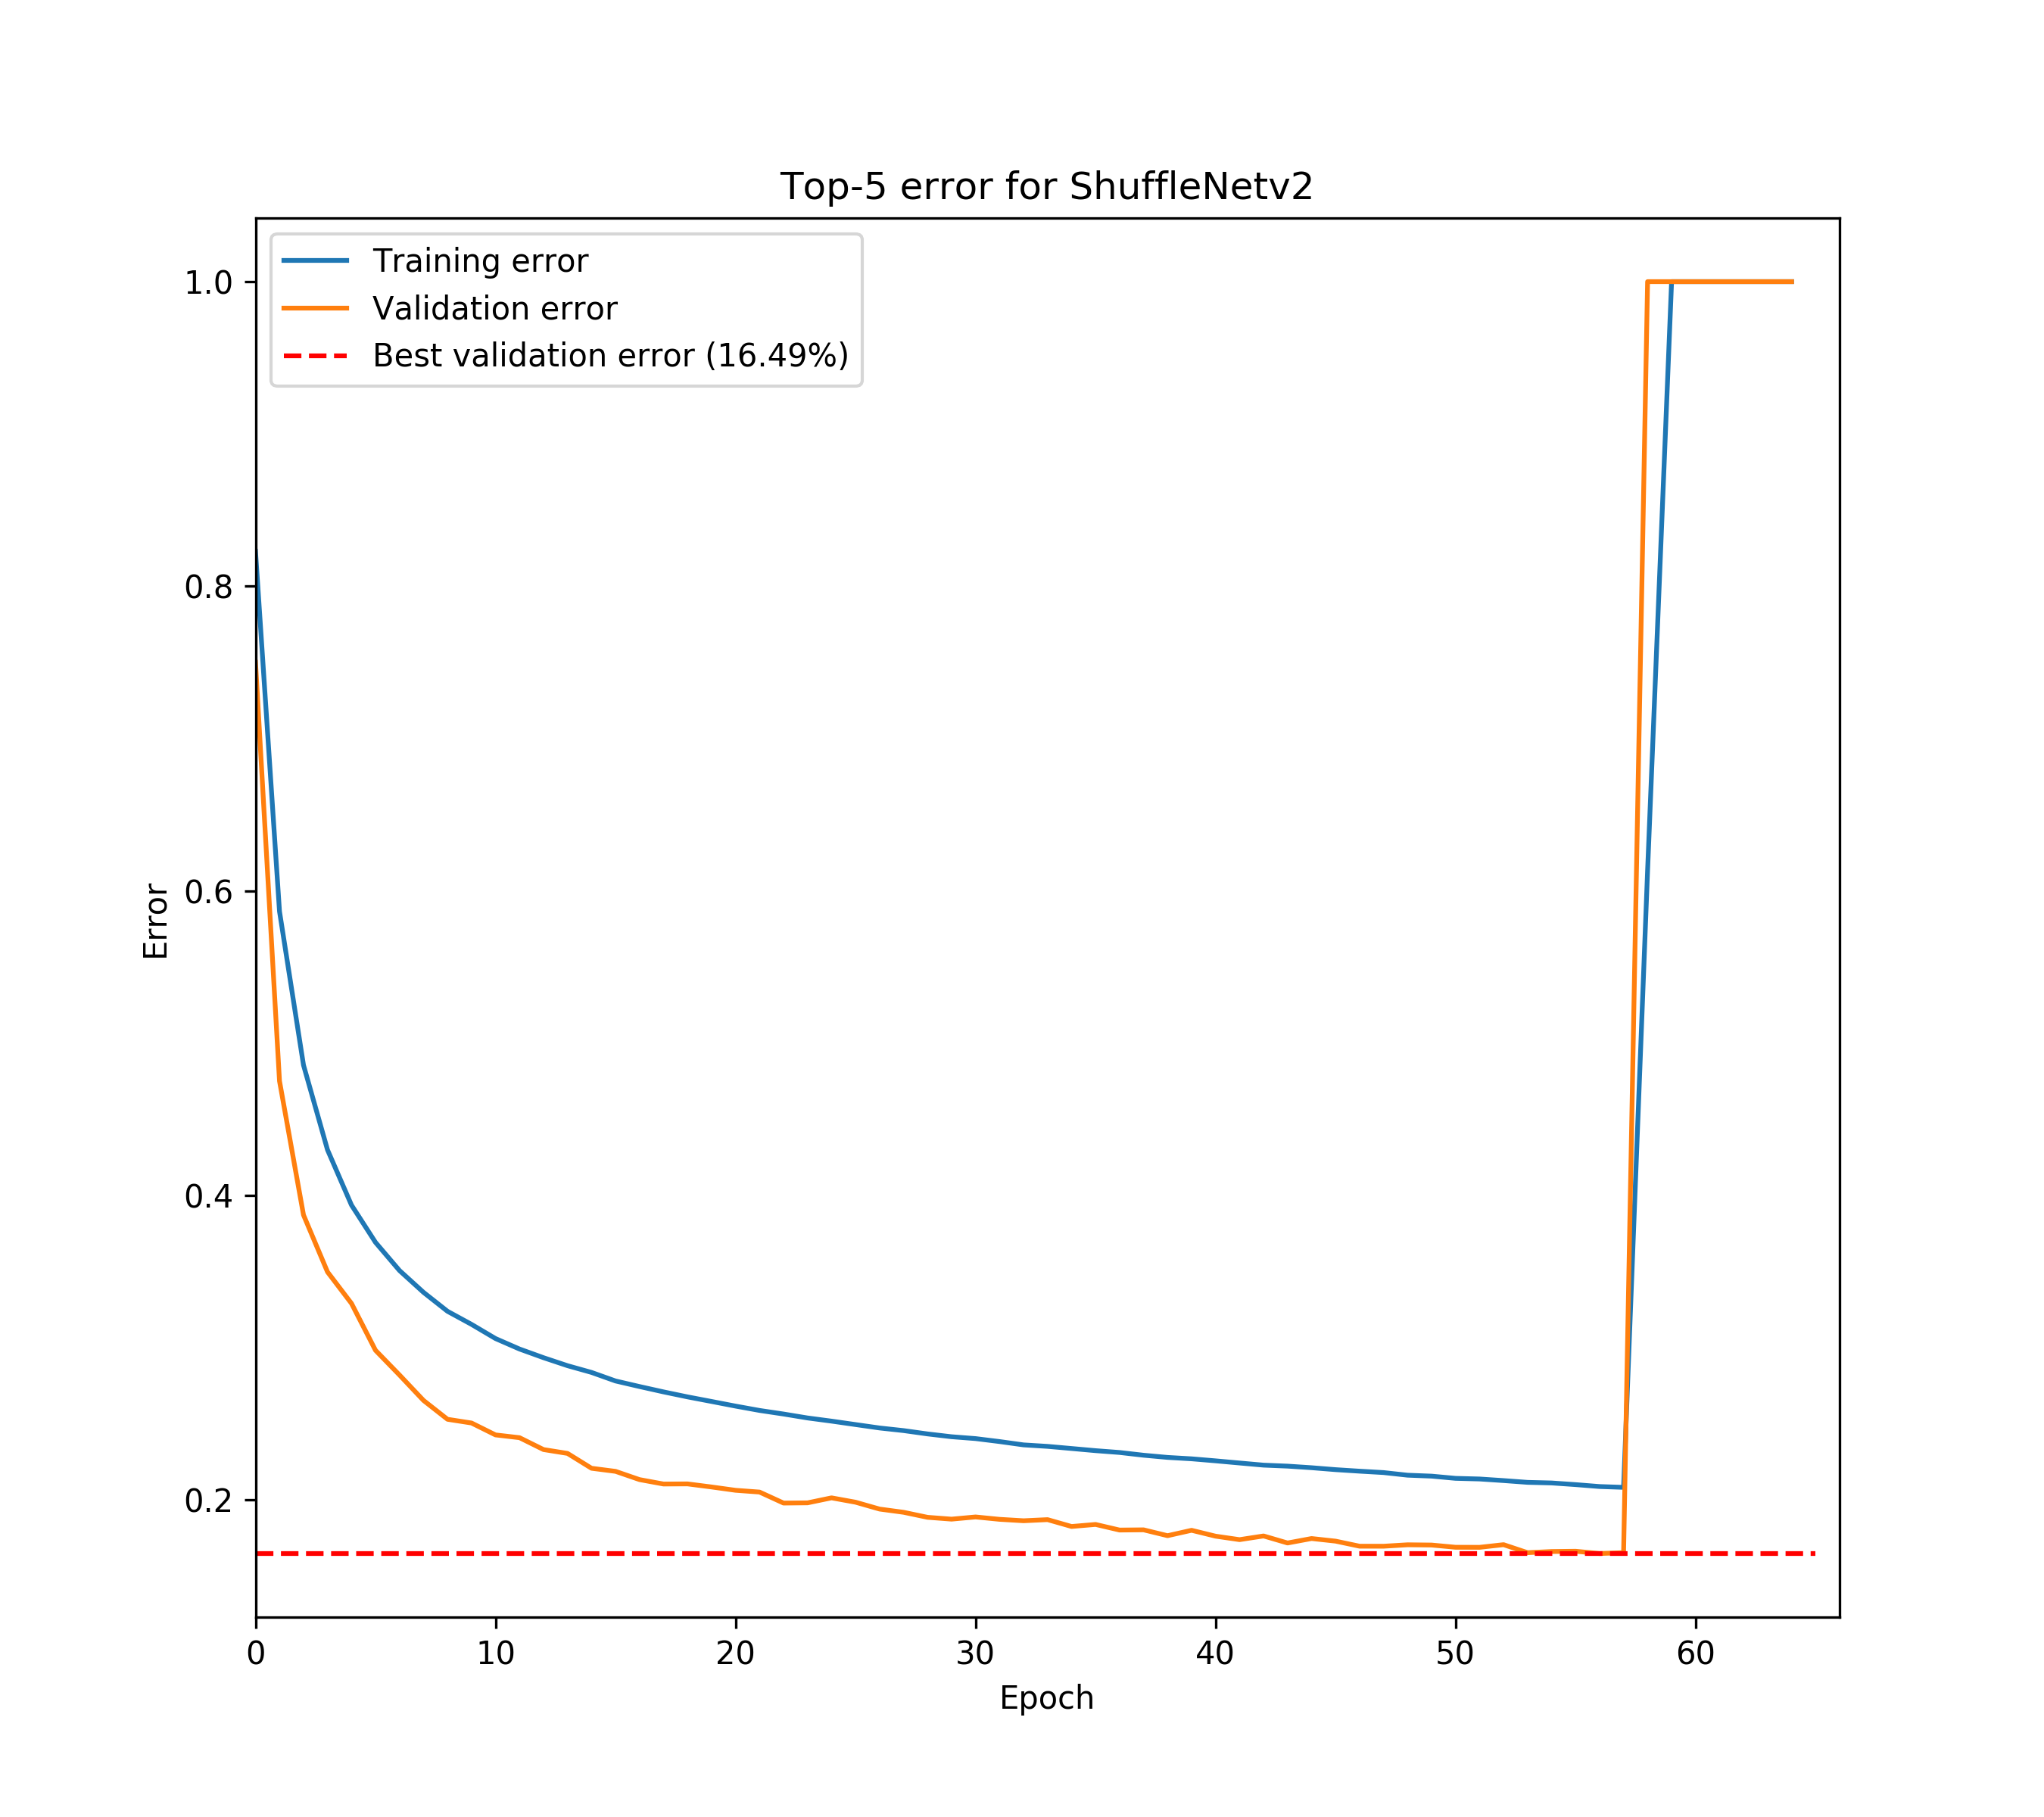 Top-5 error for ShuffleNetv2
Training error
Validation error
Best validation error (16.49%)
1.0
0.8
0.6
0.4
0.2
Error
0 10 20 30 40 50 60
Epoch